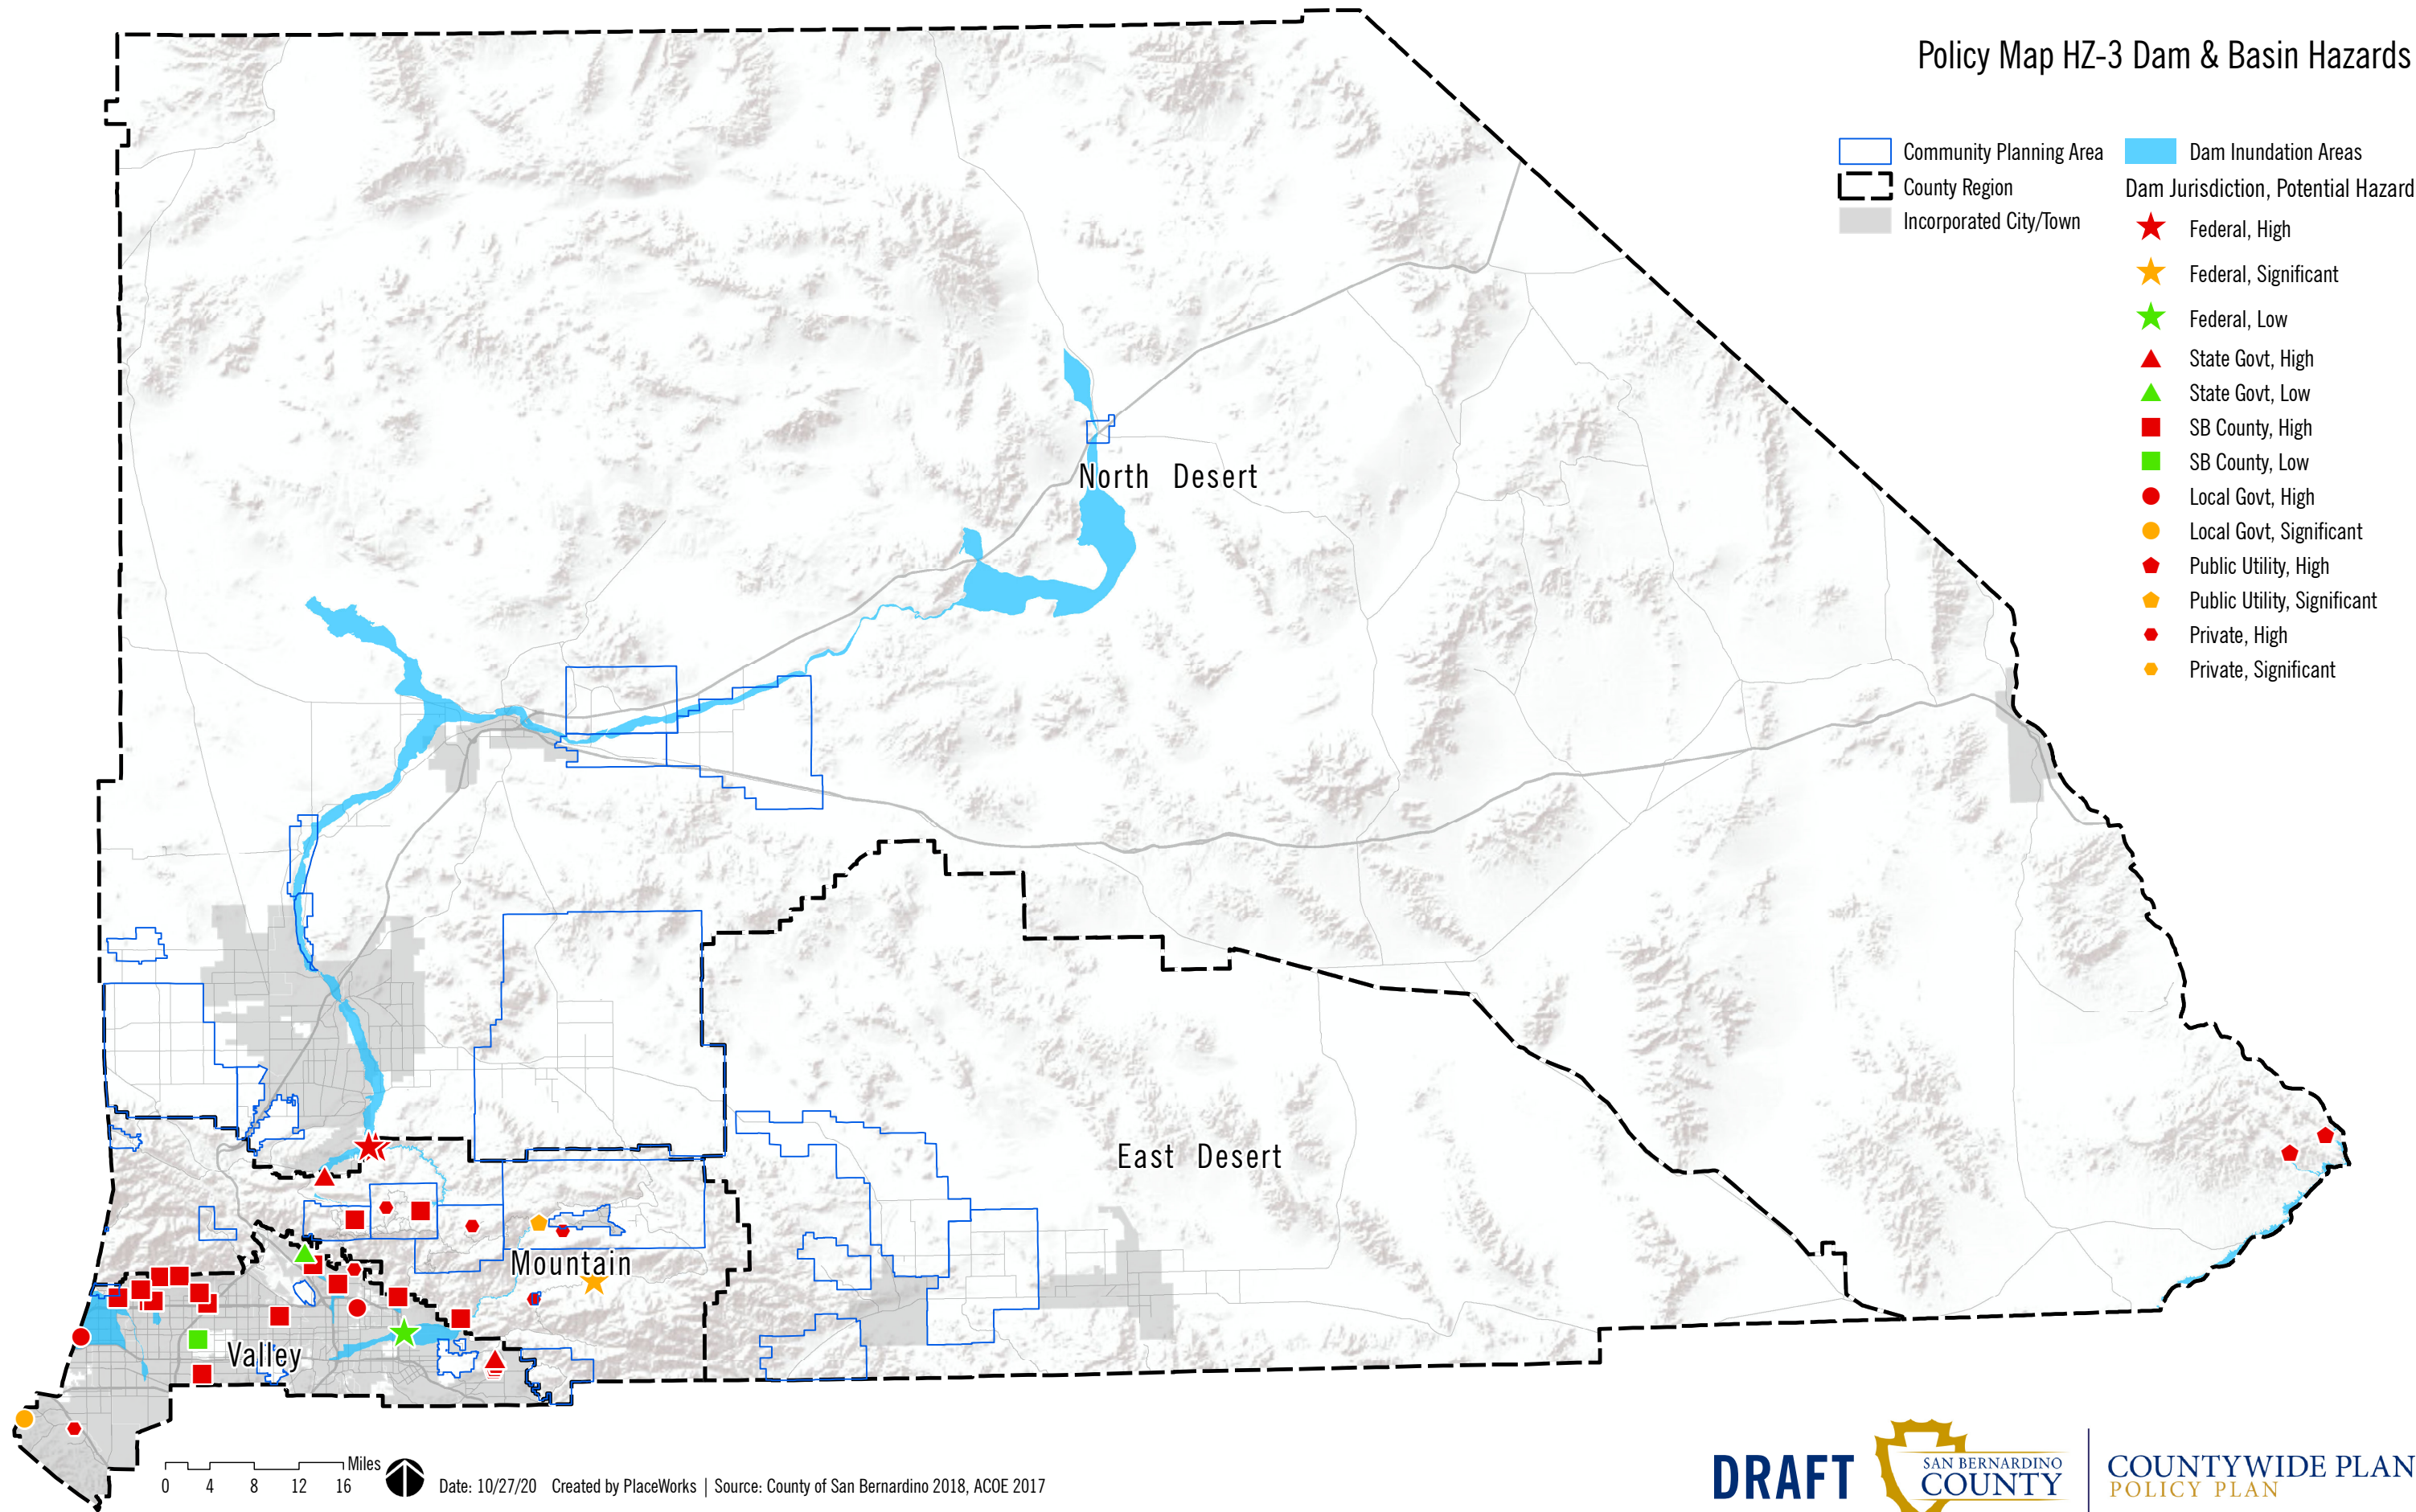 Policy Map HZ-3 Dam & Basin Hazards
Community Planning Area
County Region
Incorporated City/Town
Dam Inundation Areas
Dam Jurisdiction, Potential Hazard
Federal, High
Federal, Significant
Federal, Low
State Govt, High
State Govt, Low
SB County, High
SB County, Low
Local Govt, High
Local Govt, Significant
Public Utility, High
Public Utility, Significant
Private, High
Private, Significant
North Desert
East Desert
Mountain
Valley
Miles
0 4 8 12 16
Date: 10/27/20 Created by PlaceWorks | Source: County of San Bernardino 2018, ACOE 2017
DRAFT
SAN BERNARDINO
COUNTY
COUNTYWIDE PLAN
POLICY PLAN